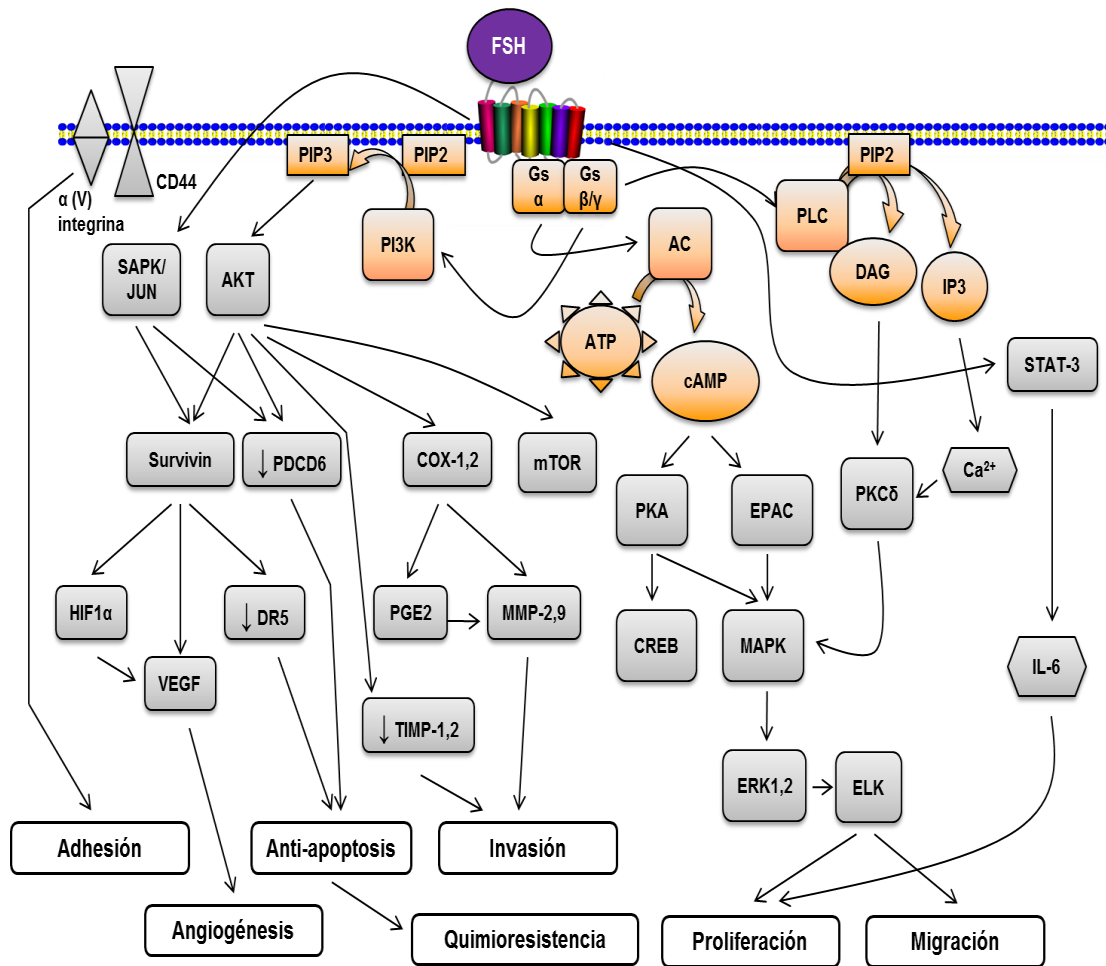 FSH
PIP3
PIP2
PIP2
CD44
α (V)
integrina
Gs
α
Gs
β/γ
PLC
PI3K
AC
SAPK/
JUN
AKT
DAG
IP3
ATP
cAMP
STAT-3
Survivin
↓ PDCD6
COX-1,2
mTOR
PKA
EPAC
PKCδ
Ca²⁺
HIF1α
↓ DR5
PGE2
MMP-2,9
CREB
MAPK
IL-6
VEGF
↓ TIMP-1,2
ERK1,2
ELK
Adhesión
Anti-apoptosis
Invasión
Angiogénesis
Quimioresistencia
Proliferación
Migración